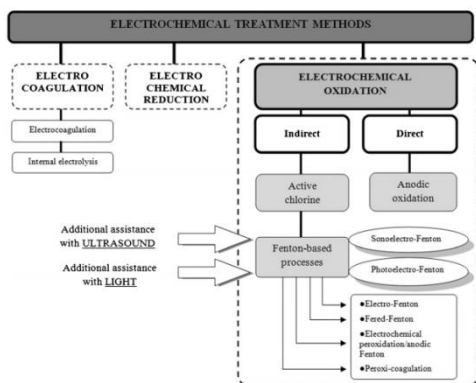 ELECTROCHEMICAL TREATMENT METHODS
ELECTRO
COAGULATION
ELECTRO
CHEMICAL
REDUCTION
ELECTROCHEMICAL
OXIDATION
Electrocoagulation
Internal electrolysis
Indirect
Direct
Active
chlorine
Anodic
oxidation
Additional assistance
with ULTRASOUND
Fenton-based
processes
Sonoelectro-Fenton
Additional assistance
with LIGHT
Photoelectro-Fenton
●Electro-Fenton
●Fered-Fenton
●Electrochemical
peroxidation/anodic
Fenton
●Peroxi-coagulation